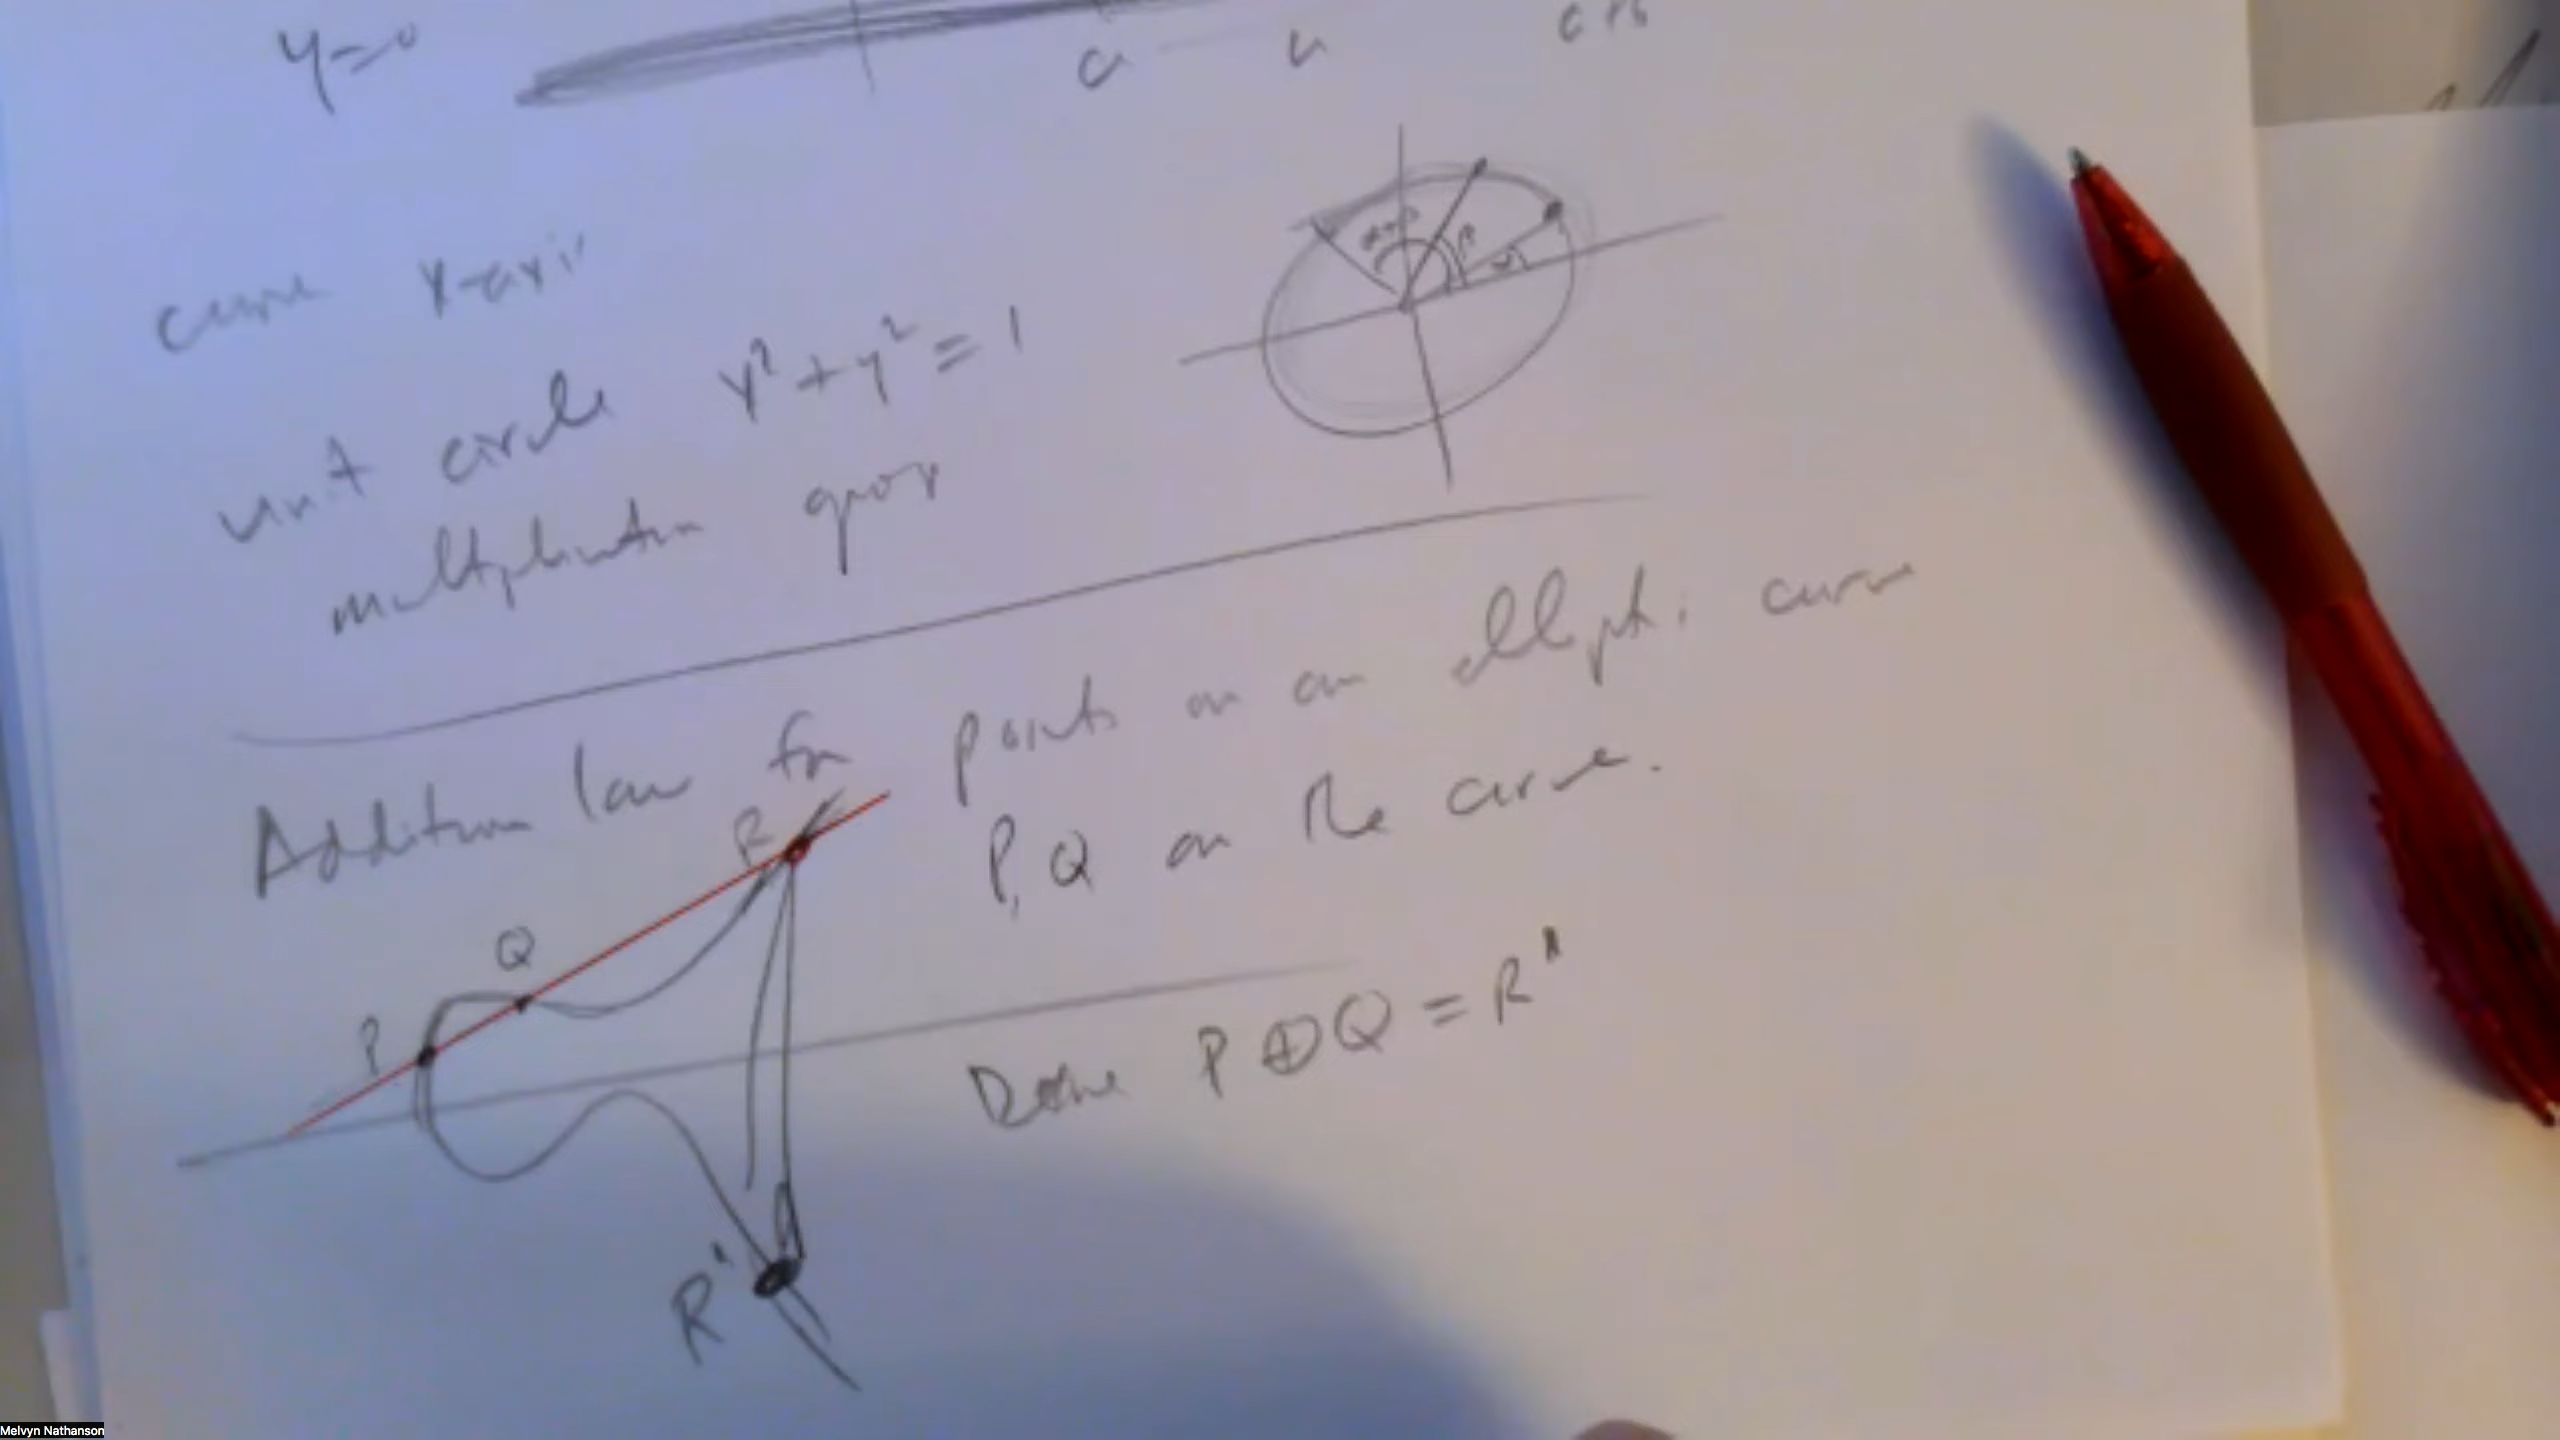 y=0
a u a+b
curve x-axis
unit circle x²+y²=1
multiplication group
α+β β α
Addition law for points on an elliptic curve
R P, Q on the curve.
Q
P Define P⊕Q = R'
R'
Melvyn Nathanson